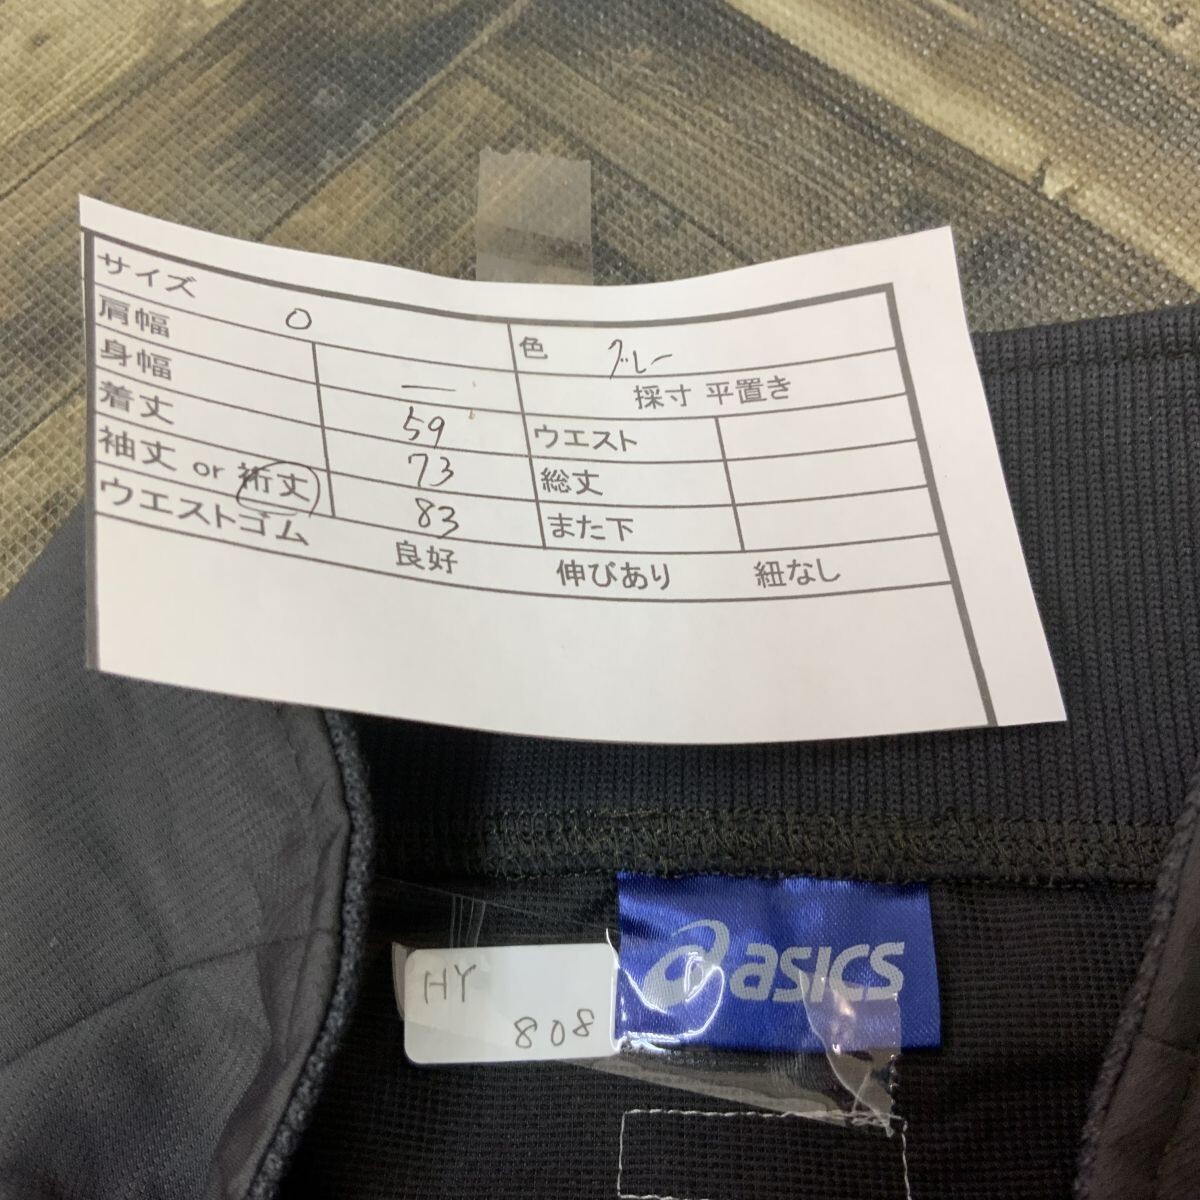 サイズ O 色 グレー
肩幅 — 採寸 平置き
身幅 59 ウエスト
着丈 73 総丈
袖丈 or 裄丈 83 また下
ウエストゴム 良好 伸びあり 紐なし
asics
HY
808